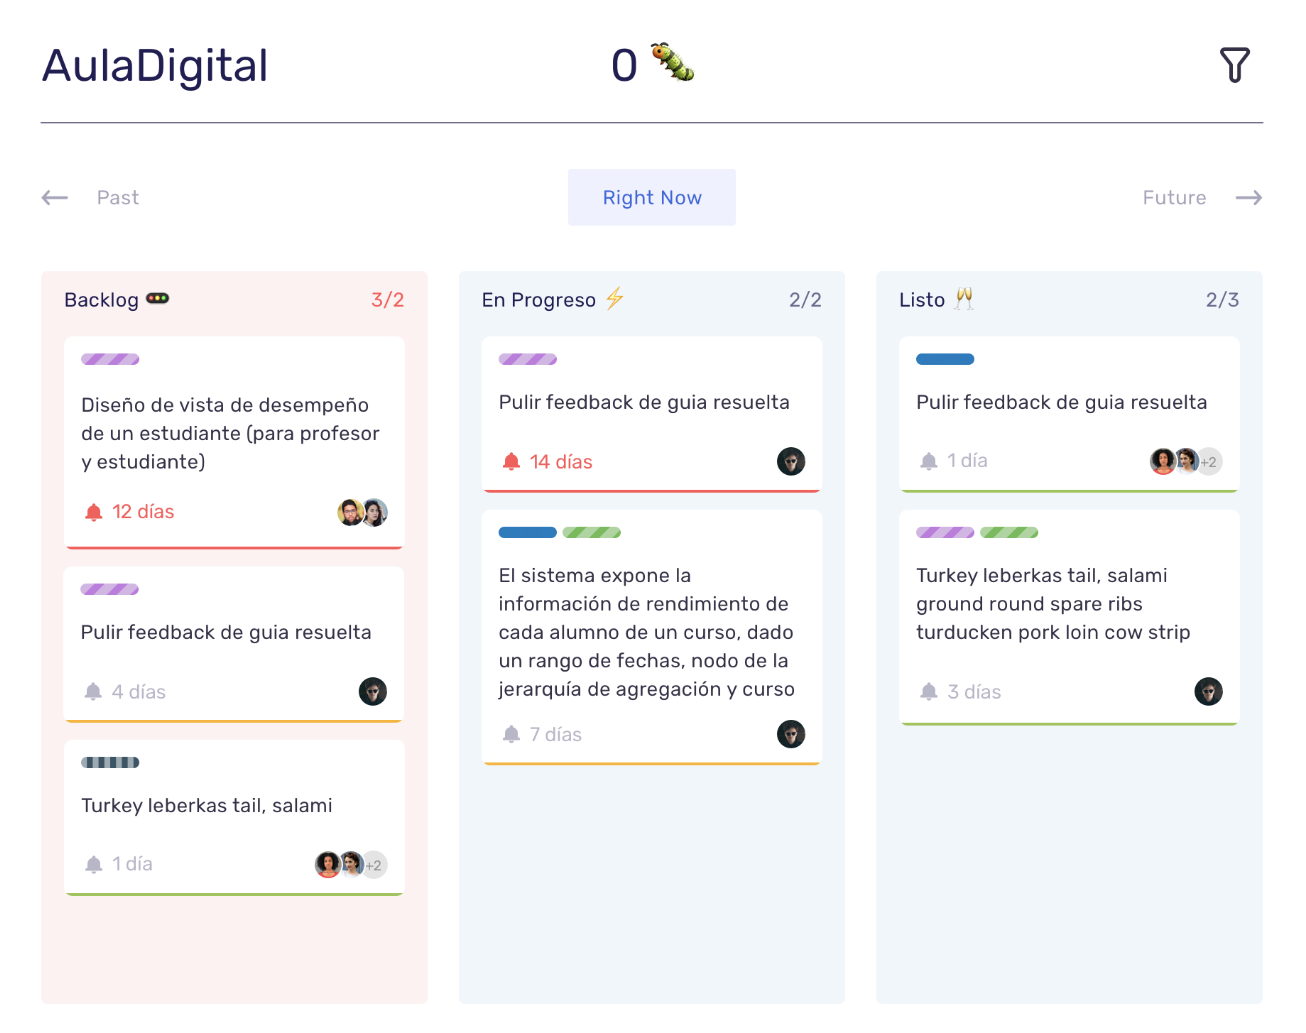 AulaDigital
0
Past
Right Now
Future
Backlog
3/2
Diseño de vista de desempeño
de un estudiante (para profesor
y estudiante)
12 días
Pulir feedback de guia resuelta
4 días
Turkey leberkas tail, salami
1 día
+2
En Progreso
2/2
Pulir feedback de guia resuelta
14 días
El sistema expone la
información de rendimiento de
cada alumno de un curso, dado
un rango de fechas, nodo de la
jerarquía de agregación y curso
7 días
Listo
2/3
Pulir feedback de guia resuelta
1 día
+2
Turkey leberkas tail, salami
ground round spare ribs
turducken pork loin cow strip
3 días